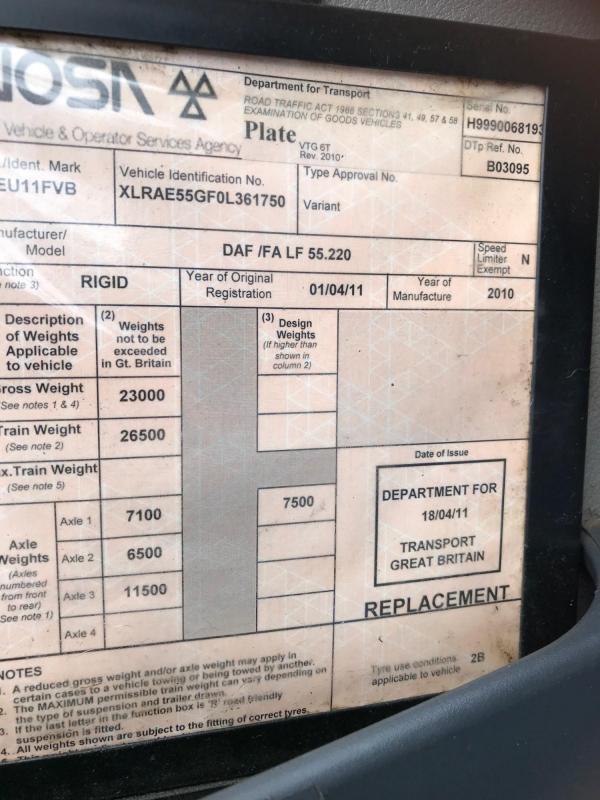 VOSA
Vehicle & Operator Services Agency
Department for Transport
ROAD TRAFFIC ACT 1988 SECTIONS 41, 49, 57 & 58
EXAMINATION OF GOODS VEHICLES
Plate VTG 6T
Rev. 2010
Serial No.
H9990068193
DTp Ref. No.
B03095
./Ident. Mark
EU11FVB
Vehicle Identification No.
XLRAE55GF0L361750
Type Approval No.
Variant
nufacturer/
Model
DAF /FA LF 55.220
Speed
Limiter
Exempt
N
nction
note 3)
RIGID
Year of Original
Registration
01/04/11
Year of
Manufacture
2010
Description
of Weights
Applicable
to vehicle
(2) Weights
not to be
exceeded
in Gt. Britain
(3) Design
Weights
(If higher than
shown in
column 2)
Gross Weight
(See notes 1 & 4)
23000
Train Weight
(See note 2)
26500
x.Train Weight
(See note 5)
Axle
Weights
(Axles
numbered
from front
to rear)
See note 1)
Axle 1
7100
7500
Axle 2
6500
Axle 3
11500
Axle 4
Date of Issue
DEPARTMENT FOR
18/04/11
TRANSPORT
GREAT BRITAIN
REPLACEMENT
Tyre use conditions
applicable to vehicle
2B
NOTES
1. A reduced gross weight and/or axle weight may apply in
certain cases to a vehicle towing or being towed by another.
2. The MAXIMUM permissible train weight can vary depending on
the type of suspension and trailer drawn.
3. If the last letter in the function box is 'R' road friendly
suspension is fitted.
4. All weights shown are subject to the fitting of correct tyres.